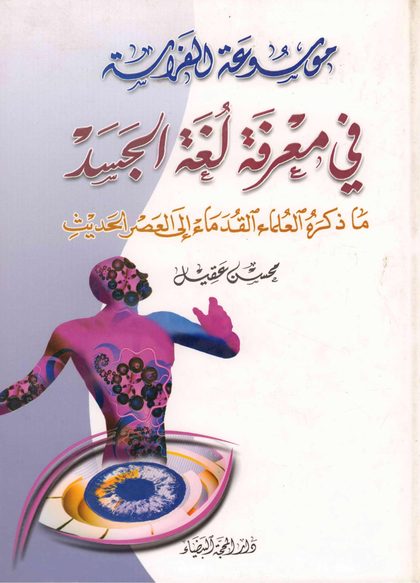 موسوعة الفراسة
في معرفة لغة الجسد
ما ذكره العلماء القدماء إلى العصر الحديث
محسن عقيل
دار المحجة البيضاء